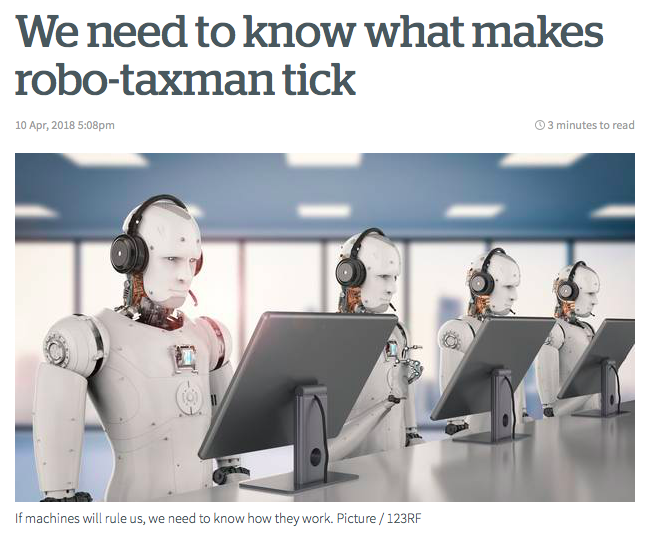 We need to know what makes
robo-taxman tick
10 Apr, 2018 5:08pm
3 minutes to read
If machines will rule us, we need to know how they work. Picture / 123RF